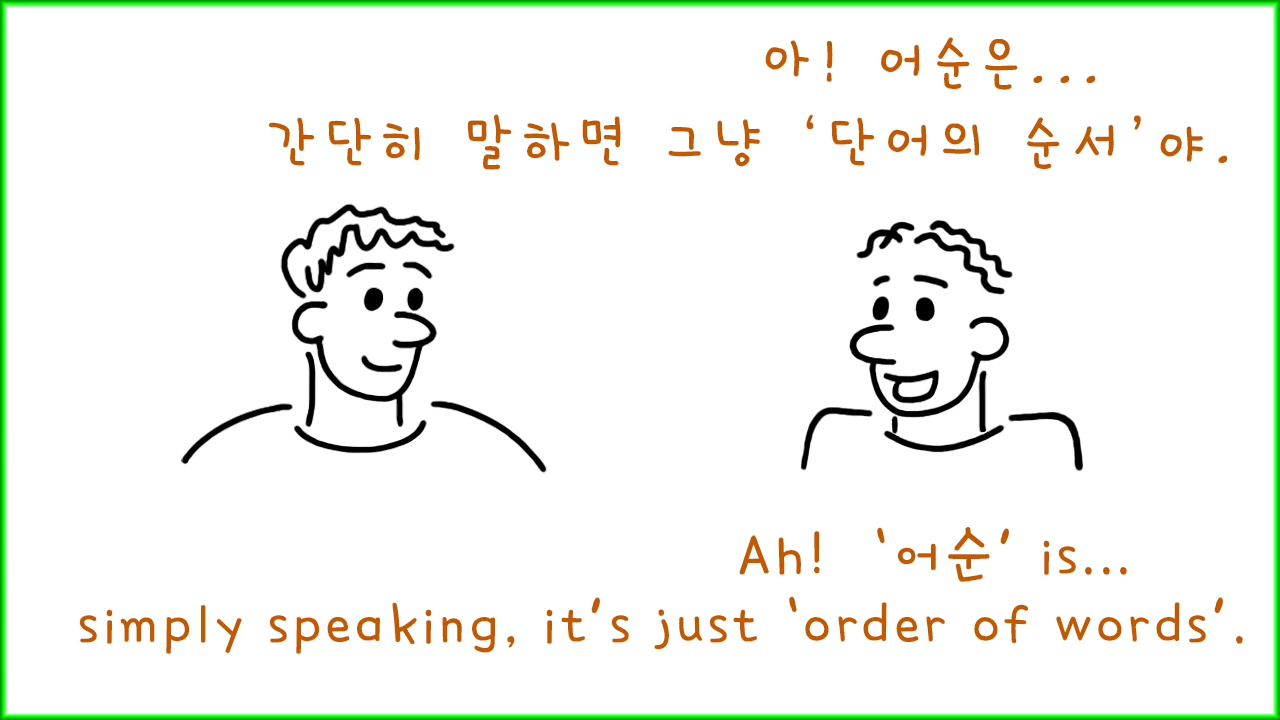 아! 어순은...
간단히 말하면 그냥 ‘단어의 순서’야.
Ah! ‘어순’ is...
simply speaking, it's just ‘order of words’.